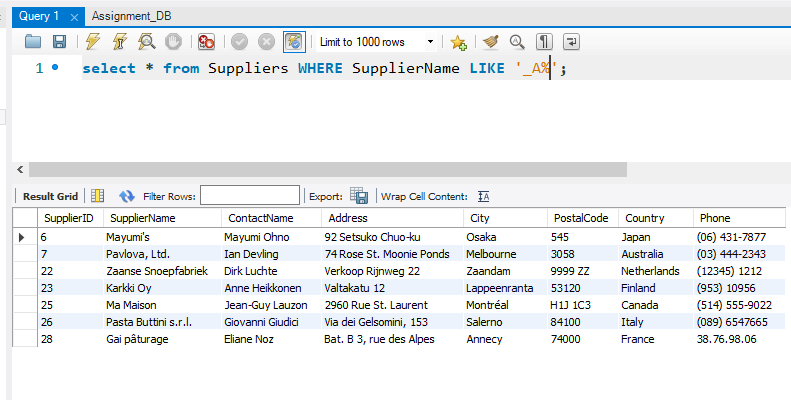 Query 1 Assignment_DB
Limit to 1000 rows
1 select * from Suppliers WHERE SupplierName LIKE '_A%';
Result Grid Filter Rows: Export: Wrap Cell Content:
SupplierID SupplierName ContactName Address City PostalCode Country Phone
6 Mayumi's Mayumi Ohno 92 Setsuko Chuo-ku Osaka 545 Japan (06) 431-7877
7 Pavlova, Ltd. Ian Devling 74 Rose St. Moonie Ponds Melbourne 3058 Australia (03) 444-2343
22 Zaanse Snoepfabriek Dirk Luchte Verkoop Rijnweg 22 Zaandam 9999 ZZ Netherlands (12345) 1212
23 Karkki Oy Anne Heikkonen Valtakatu 12 Lappeenranta 53120 Finland (953) 10956
25 Ma Maison Jean-Guy Lauzon 2960 Rue St. Laurent Montréal H1J 1C3 Canada (514) 555-9022
26 Pasta Buttini s.r.l. Giovanni Giudici Via dei Gelsomini, 153 Salerno 84100 Italy (089) 6547665
28 Gai pâturage Eliane Noz Bat. B 3, rue des Alpes Annecy 74000 France 38.76.98.06